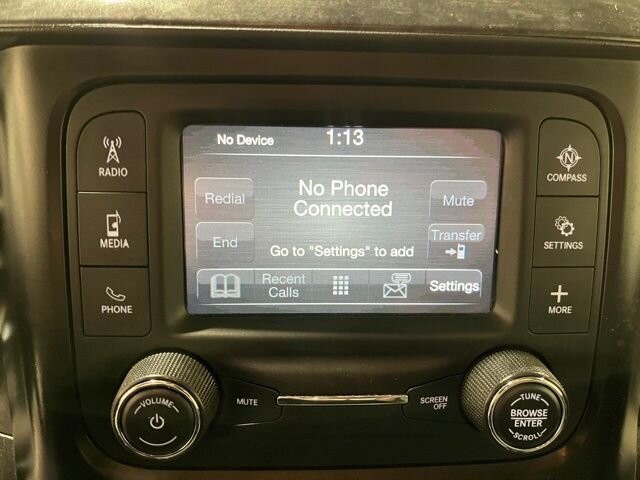 No Device
1:13
Redial
No Phone
Connected
Mute
End
Go to "Settings" to add
Transfer
Recent
Calls
Settings
RADIO
MEDIA
PHONE
N
COMPASS
SETTINGS
MORE
VOLUME
MUTE
SCREEN
OFF
TUNE
BROWSE
ENTER
SCROLL